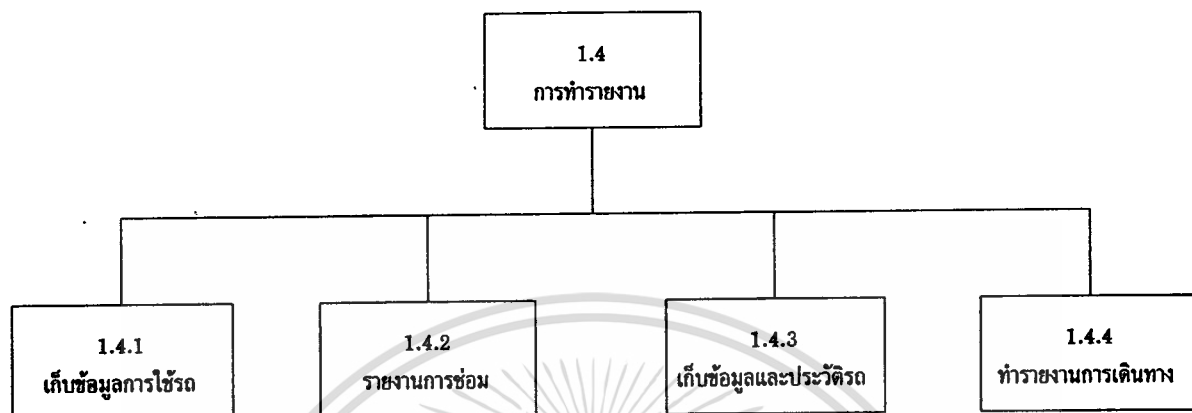 1.4
การทำรายงาน
1.4.1
เก็บข้อมูลการใช้รถ
1.4.2
รายงานการซ่อม
1.4.3
เก็บข้อมูลและประวัติรถ
1.4.4
ทำรายงานการเดินทาง